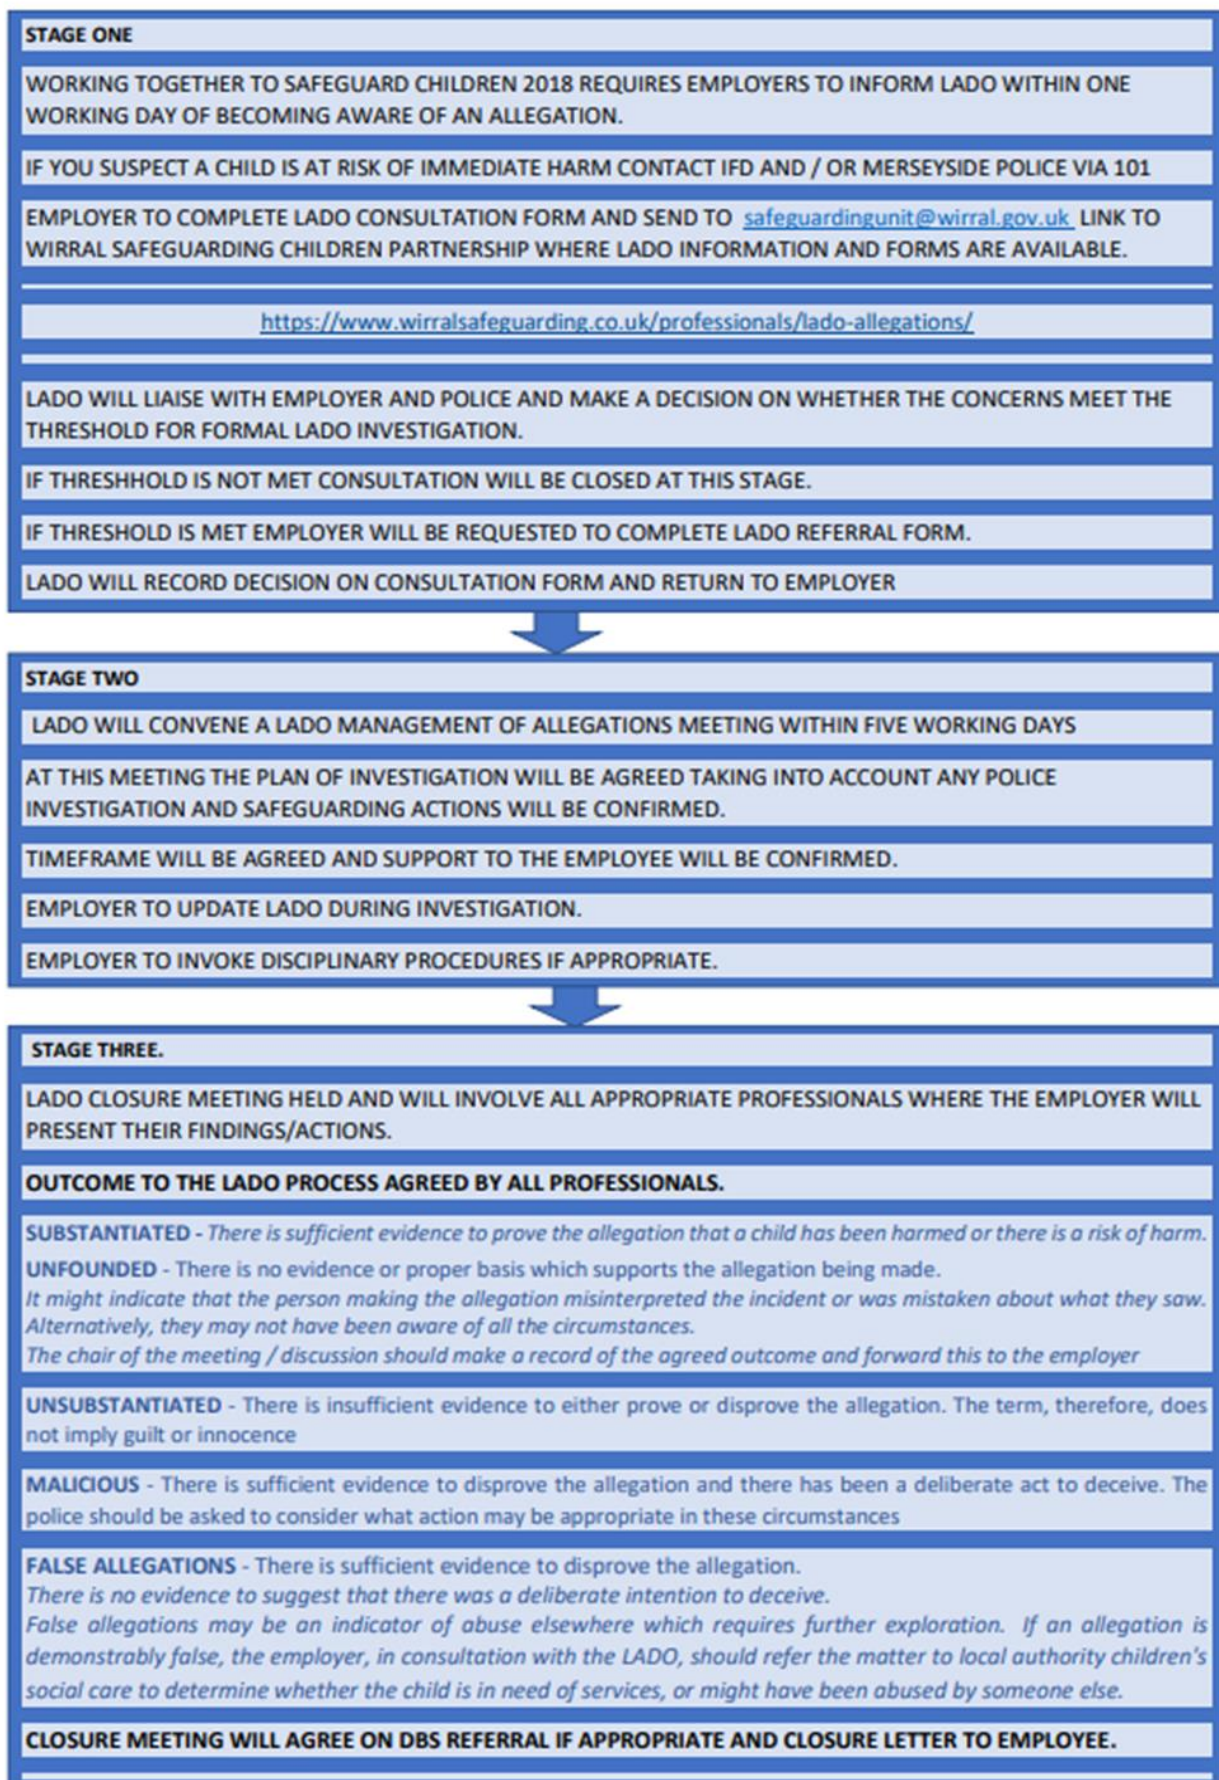 STAGE ONE
WORKING TOGETHER TO SAFEGUARD CHILDREN 2018 REQUIRES EMPLOYERS TO INFORM LADO WITHIN ONE
WORKING DAY OF BECOMING AWARE OF AN ALLEGATION.
IF YOU SUSPECT A CHILD IS AT RISK OF IMMEDIATE HARM CONTACT IFD AND / OR MERSEYSIDE POLICE VIA 101
EMPLOYER TO COMPLETE LADO CONSULTATION FORM AND SEND TO safeguardingunit@wirral.gov.uk LINK TO
WIRRAL SAFEGUARDING CHILDREN PARTNERSHIP WHERE LADO INFORMATION AND FORMS ARE AVAILABLE.
https://www.wirralsafeguarding.co.uk/professionals/lado-allegations/
LADO WILL LIAISE WITH EMPLOYER AND POLICE AND MAKE A DECISION ON WHETHER THE CONCERNS MEET THE
THRESHOLD FOR FORMAL LADO INVESTIGATION.
IF THRESHHOLD IS NOT MET CONSULTATION WILL BE CLOSED AT THIS STAGE.
IF THRESHOLD IS MET EMPLOYER WILL BE REQUESTED TO COMPLETE LADO REFERRAL FORM.
LADO WILL RECORD DECISION ON CONSULTATION FORM AND RETURN TO EMPLOYER
STAGE TWO
LADO WILL CONVENE A LADO MANAGEMENT OF ALLEGATIONS MEETING WITHIN FIVE WORKING DAYS
AT THIS MEETING THE PLAN OF INVESTIGATION WILL BE AGREED TAKING INTO ACCOUNT ANY POLICE
INVESTIGATION AND SAFEGUARDING ACTIONS WILL BE CONFIRMED.
TIMEFRAME WILL BE AGREED AND SUPPORT TO THE EMPLOYEE WILL BE CONFIRMED.
EMPLOYER TO UPDATE LADO DURING INVESTIGATION.
EMPLOYER TO INVOKE DISCIPLINARY PROCEDURES IF APPROPRIATE.
STAGE THREE.
LADO CLOSURE MEETING HELD AND WILL INVOLVE ALL APPROPRIATE PROFESSIONALS WHERE THE EMPLOYER WILL
PRESENT THEIR FINDINGS/ACTIONS.
OUTCOME TO THE LADO PROCESS AGREED BY ALL PROFESSIONALS.
SUBSTANTIATED - There is sufficient evidence to prove the allegation that a child has been harmed or there is a risk of harm.
UNFOUNDED - There is no evidence or proper basis which supports the allegation being made.
It might indicate that the person making the allegation misinterpreted the incident or was mistaken about what they saw.
Alternatively, they may not have been aware of all the circumstances.
The chair of the meeting / discussion should make a record of the agreed outcome and forward this to the employer
UNSUBSTANTIATED - There is insufficient evidence to either prove or disprove the allegation. The term, therefore, does
not imply guilt or innocence
MALICIOUS - There is sufficient evidence to disprove the allegation and there has been a deliberate act to deceive. The
police should be asked to consider what action may be appropriate in these circumstances
FALSE ALLEGATIONS - There is sufficient evidence to disprove the allegation.
There is no evidence to suggest that there was a deliberate intention to deceive.
False allegations may be an indicator of abuse elsewhere which requires further exploration. If an allegation is
demonstrably false, the employer, in consultation with the LADO, should refer the matter to local authority children's
social care to determine whether the child is in need of services, or might have been abused by someone else.
CLOSURE MEETING WILL AGREE ON DBS REFERRAL IF APPROPRIATE AND CLOSURE LETTER TO EMPLOYEE.